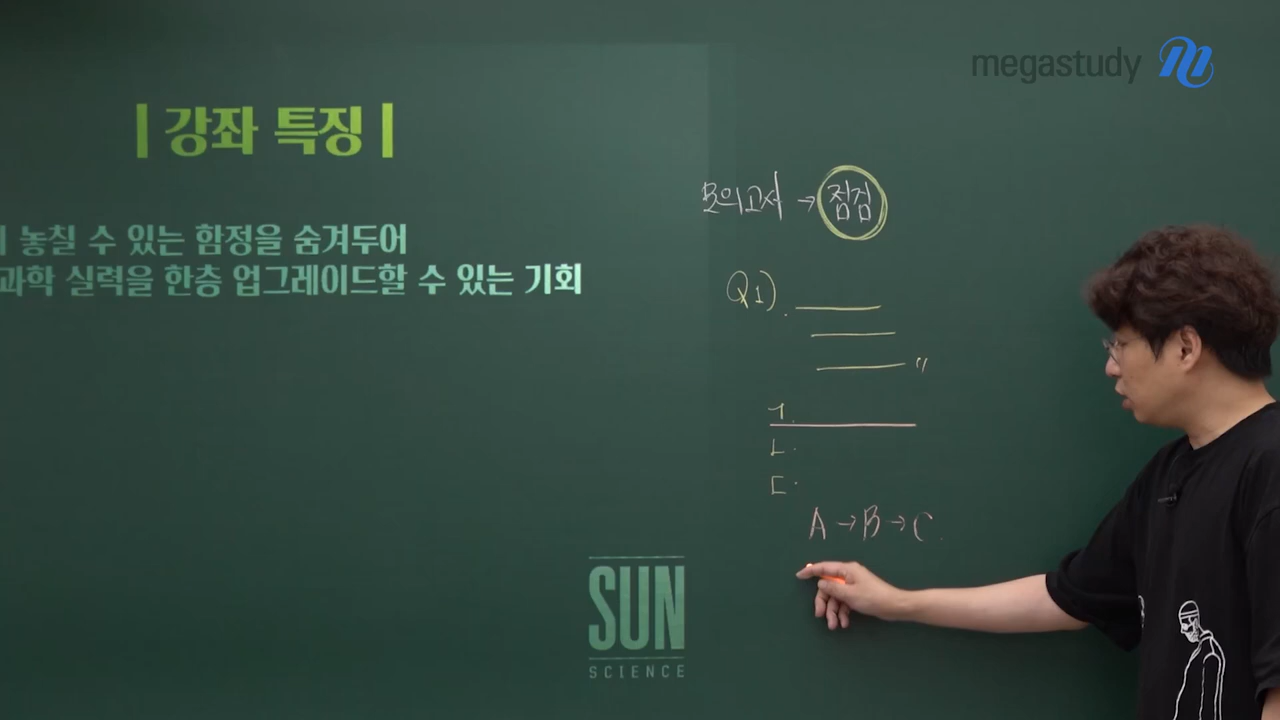 megastudy
| 강좌 특징 |
놓칠 수 있는 함정을 숨겨두어
과학 실력을 한층 업그레이드할 수 있는 기회
모의고사 → 점검
Q1).
ㄱ.
ㄴ.
ㄷ.
A → B → C.
SUN
SCIENCE